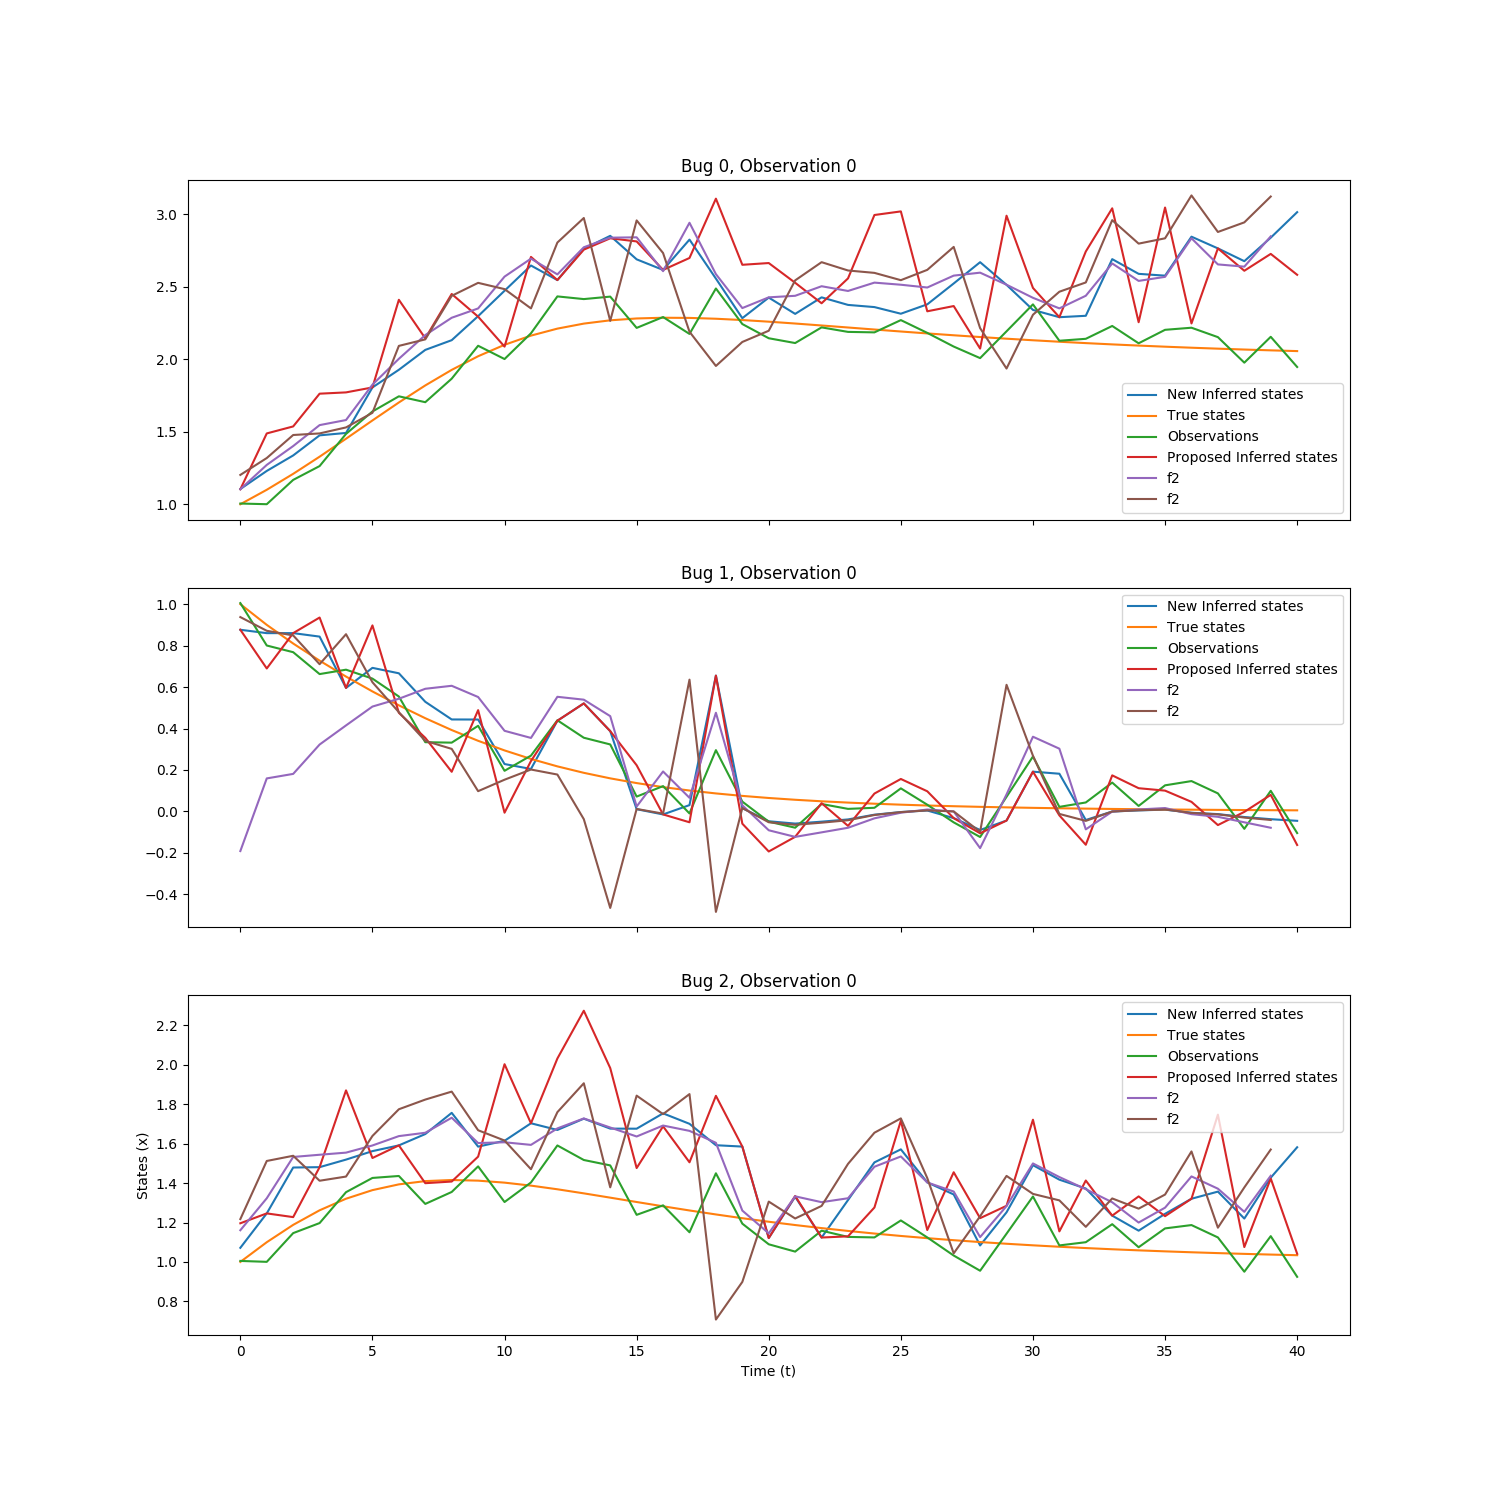 Bug 0, Observation 0
3.0
2.5
2.0
1.5
1.0
New Inferred states
True states
Observations
Proposed Inferred states
f2
f2
Bug 1, Observation 0
1.0
0.8
0.6
0.4
0.2
0.0
−0.2
−0.4
New Inferred states
True states
Observations
Proposed Inferred states
f2
f2
Bug 2, Observation 0
States (x)
2.2
2.0
1.8
1.6
1.4
1.2
1.0
0.8
New Inferred states
True states
Observations
Proposed Inferred states
f2
f2
0 5 10 15 20 25 30 35 40
Time (t)